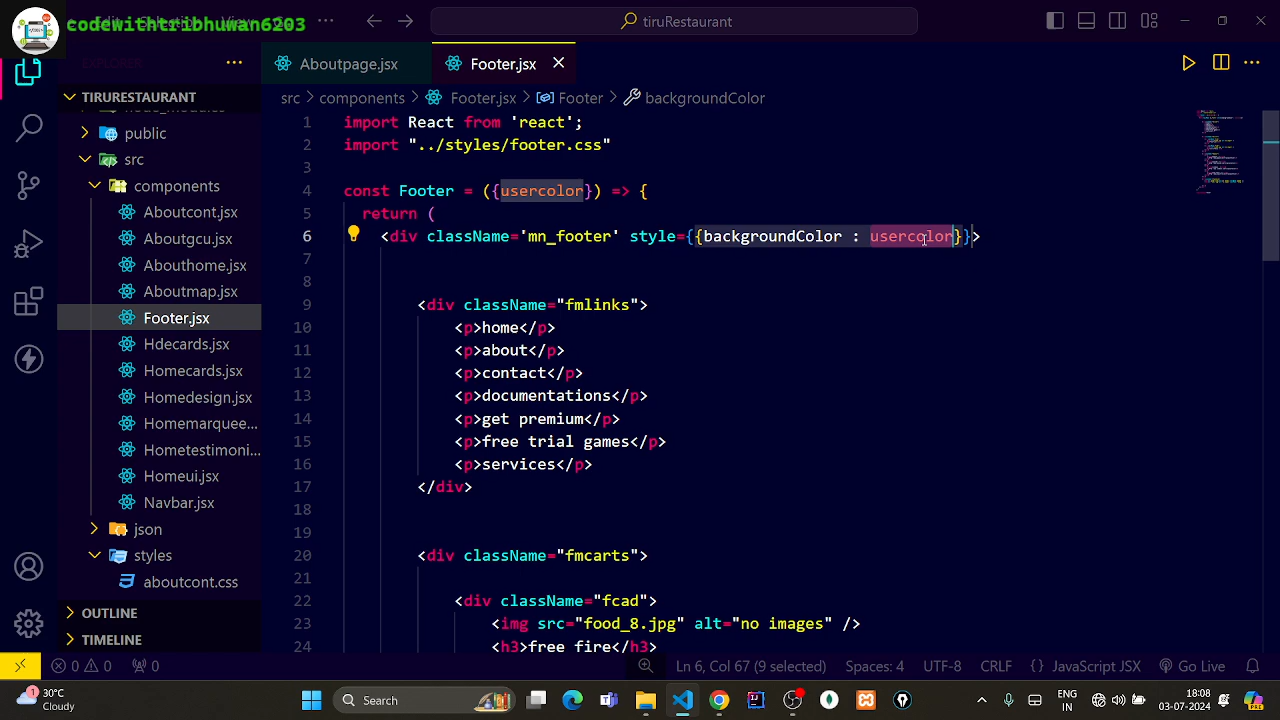 codewithtribhuwan6203
tiruRestaurant
EXPLORER
Aboutpage.jsx
Footer.jsx
TIRURESTAURANT
src > components > Footer.jsx > Footer > backgroundColor
public
src
components
Aboutcont.jsx
Aboutgcu.jsx
Abouthome.jsx
Aboutmap.jsx
Footer.jsx
Hdecards.jsx
Homecards.jsx
Homedesign.jsx
Homemarquee...
Hometestimoni...
Homeui.jsx
Navbar.jsx
json
styles
aboutcont.css
OUTLINE
TIMELINE
1 import React from 'react';
2 import "../styles/footer.css"
3
4 const Footer = ({usercolor}) => {
5 return (
6 <div className='mn_footer' style={{backgroundColor : usercolor}}>
7
8
9 <div className="fmlinks">
10 <p>home</p>
11 <p>about</p>
12 <p>contact</p>
13 <p>documentations</p>
14 <p>get premium</p>
15 <p>free trial games</p>
16 <p>services</p>
17 </div>
18
19
20 <div className="fmcarts">
21
22 <div className="fcad">
23 <img src="food_8.jpg" alt="no images" />
24 <h3>free fire</h3>
0 0 0 Ln 6, Col 67 (9 selected) Spaces: 4 UTF-8 CRLF {} JavaScript JSX Go Live
30°C
Cloudy
Search
ENG
IN
18:08
03-07-2024